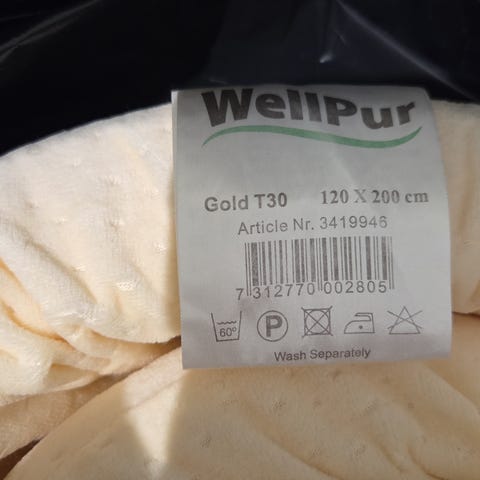 WellPur
Gold T30 120 X 200 cm
Article Nr. 3419946
7 312770 002805
60°
P
Wash Separately